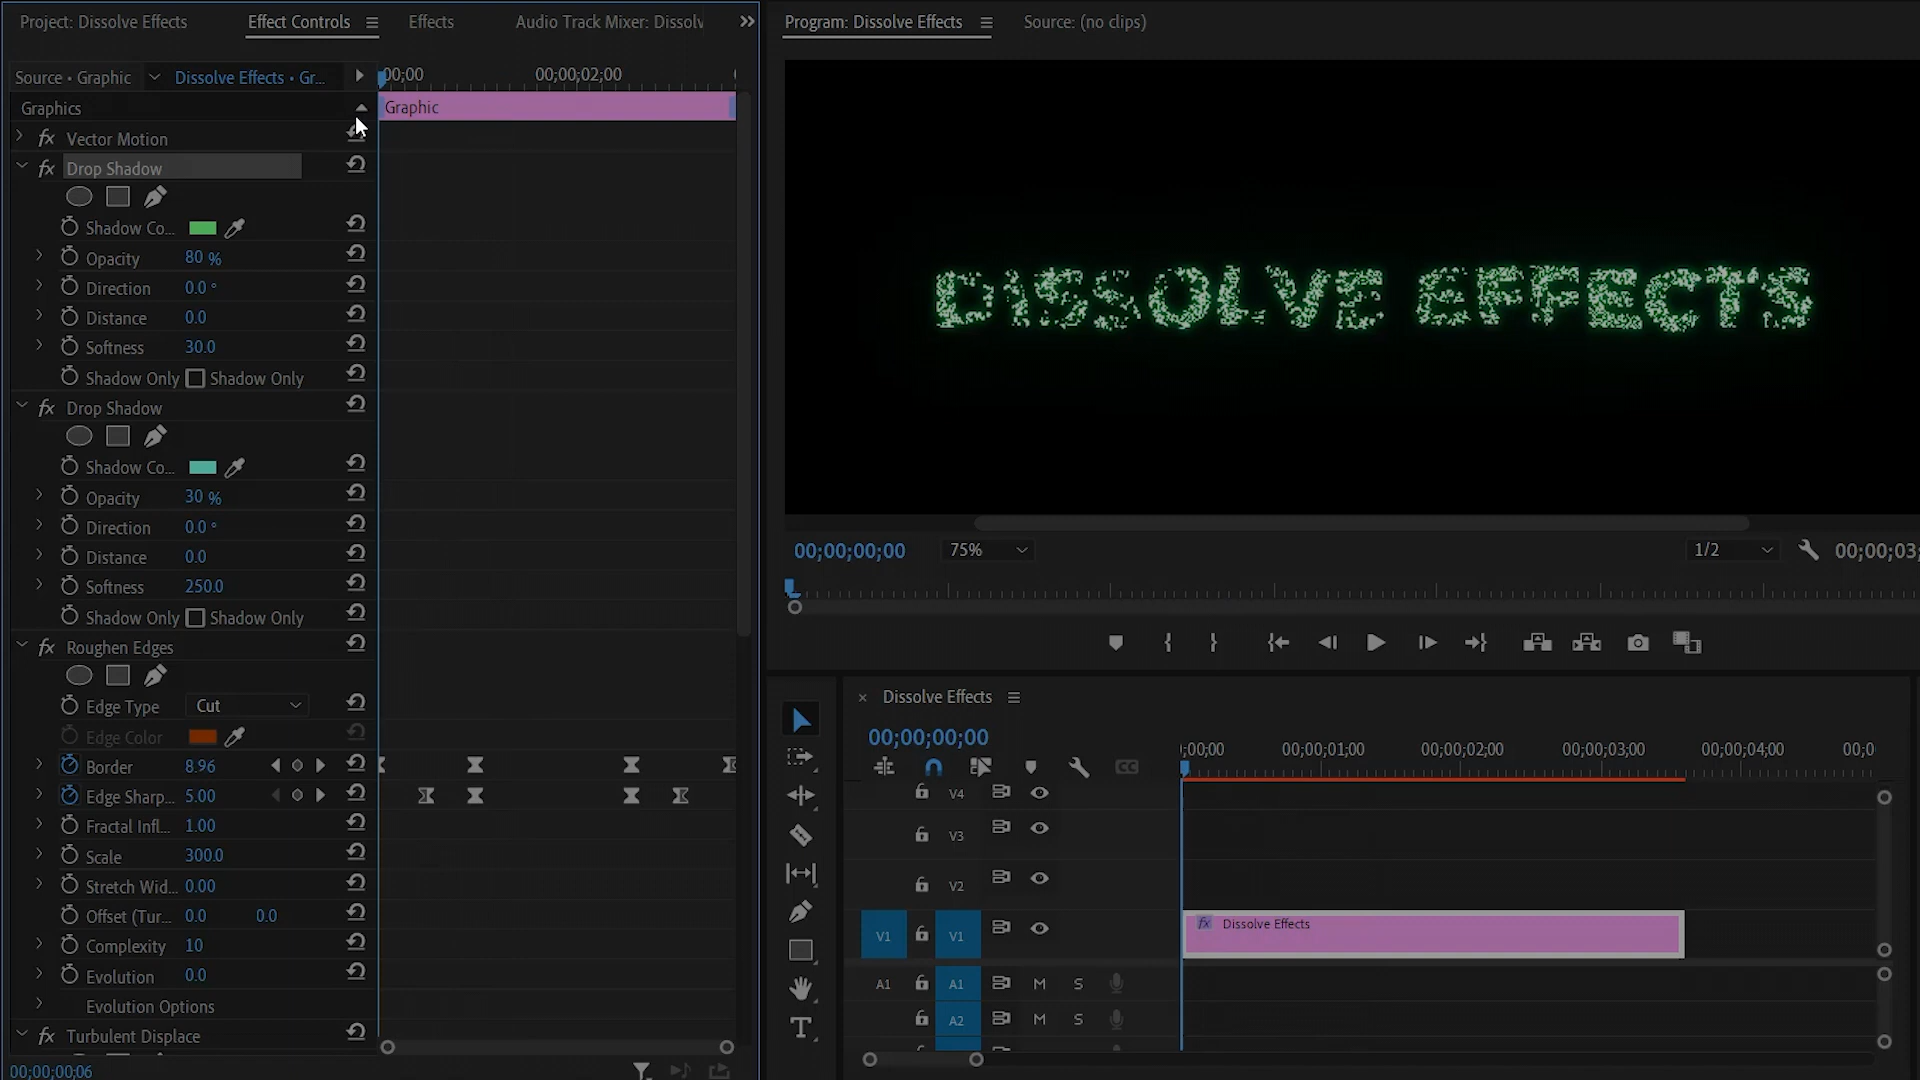 Project: Dissolve Effects
Effect Controls
Effects
Audio Track Mixer: Dissolv
Program: Dissolve Effects
Source: (no clips)
Source • Graphic
Dissolve Effects • Gr...
00;00
00;00;02;00
Graphics
Graphic
fx Vector Motion
fx Drop Shadow
Shadow Co...
Opacity 80 %
Direction 0.0 °
Distance 0.0
Softness 30.0
Shadow Only Shadow Only
fx Drop Shadow
Shadow Co...
Opacity 30 %
Direction 0.0 °
Distance 0.0
Softness 250.0
Shadow Only Shadow Only
fx Roughen Edges
Edge Type Cut
Edge Color
Border 8.96
Edge Sharp... 5.00
Fractal Infl... 1.00
Scale 300.0
Stretch Wid... 0.00
Offset (Tur... 0.0 0.0
Complexity 10
Evolution 0.0
Evolution Options
fx Turbulent Displace
00;00;00;06
DISSOLVE EFFECTS
00;00;00;00
75%
1/2
00;00;03;
Dissolve Effects
00;00;00;00
;00;00
00;00;01;00
00;00;02;00
00;00;03;00
00;00;04;00
00;0
CC
V4
V3
V2
V1 V1
fx Dissolve Effects
A1 A1 M S
A2 M S
T